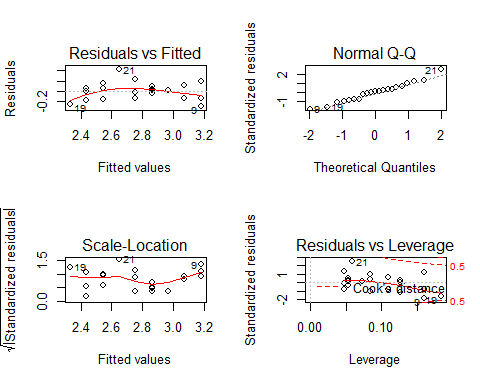 Residuals vs Fitted
Residuals
-0.2
21
19
9
2.4 2.6 2.8 3.0 3.2
Fitted values
Normal Q-Q
Standardized residuals
-1 2
21
19
9
-2 -1 0 1 2
Theoretical Quantiles
Scale-Location
√|Standardized residuals|
0.0 1.5
21
19
9
2.4 2.6 2.8 3.0 3.2
Fitted values
Residuals vs Leverage
Standardized residuals
-2 1
21
Cook's distance
9
19
0.5
0.5
0.00 0.10
Leverage